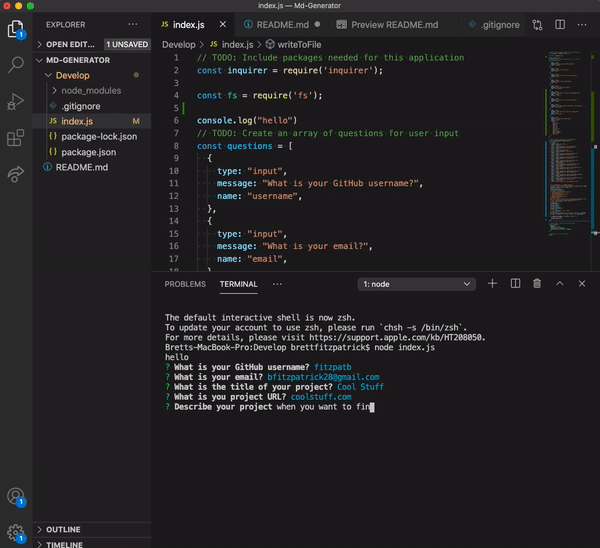 index.js — Md-Generator
EXPLORER
OPEN EDIT... 1 UNSAVED
MD-GENERATOR
Develop
node_modules
.gitignore
JS index.js M
{} package-lock.json
{} package.json
README.md
OUTLINE
TIMELINE
1
1
1
JS index.js
README.md
Preview README.md
.gitignore
Develop > JS index.js > writeToFile
1 // TODO: Include packages needed for this application
2 const inquirer = require('inquirer');
3
4 const fs = require('fs');
5
6 console.log("hello")
7 // TODO: Create an array of questions for user input
8 const questions = [
9 {
10 type: "input",
11 message: "What is your GitHub username?",
12 name: "username",
13 },
14 {
15 type: "input",
16 message: "What is your email?",
17 name: "email",
18 },
PROBLEMS TERMINAL ··· 1: node
The default interactive shell is now zsh.
To update your account to use zsh, please run `chsh -s /bin/zsh`.
For more details, please visit https://support.apple.com/kb/HT208050.
Bretts-MacBook-Pro:Develop brettfitzpatrick$ node index.js
hello
? What is your GitHub username? fitzpatb
? What is your email? bfitzpatrick28@gmail.com
? What is the title of your project? Cool Stuff
? What is you project URL? coolstuff.com
? Describe your project when you want to fin